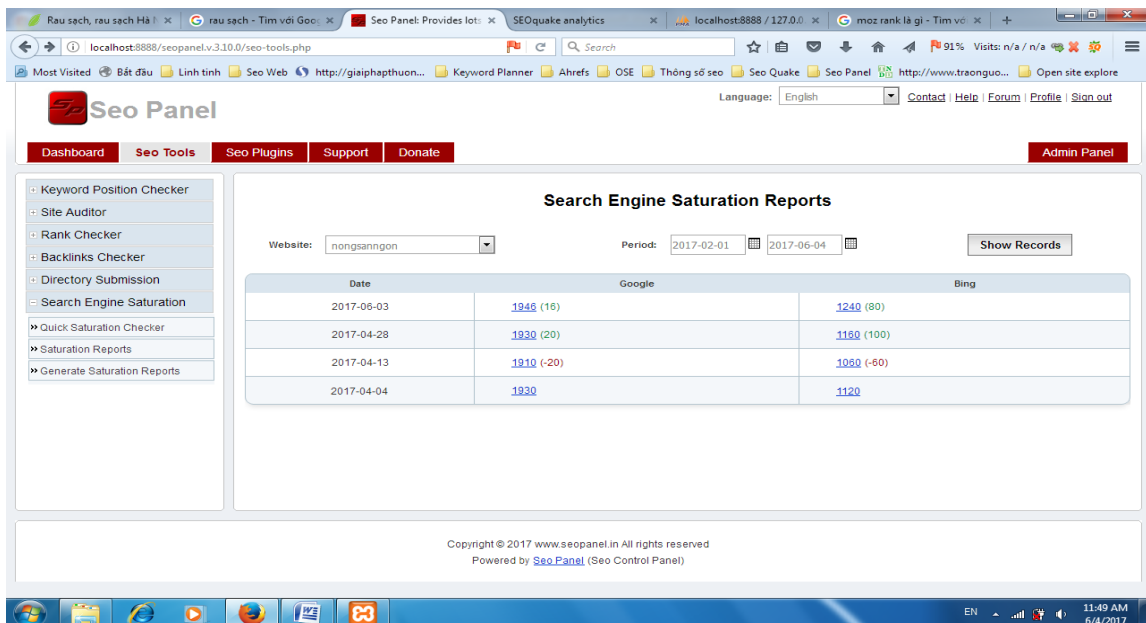 Rau sạch, rau sạch Hà N
rau sạch - Tìm với Goog
Seo Panel: Provides lots
SEOquake analytics
localhost:8888 / 127.0.0
moz rank là gì - Tìm vớ
localhost:8888/seopanel.v.3.10.0/seo-tools.php
Search
91% Visits: n/a / n/a
Most Visited Bắt đầu Linh tinh Seo Web http://giaiphapthuon... Keyword Planner Ahrefs OSE Thông số seo Seo Quake Seo Panel http://www.traonguo... Open site explore
Seo Panel
Language: English
Contact | Help | Forum | Profile | Sign out
Dashboard Seo Tools Seo Plugins Support Donate Admin Panel
Keyword Position Checker
Site Auditor
Rank Checker
Backlinks Checker
Directory Submission
Search Engine Saturation
Quick Saturation Checker
Saturation Reports
Generate Saturation Reports
Search Engine Saturation Reports
Website: nongsanngon Period: 2017-02-01 2017-06-04 Show Records
Date Google Bing
2017-06-03 1946 (16) 1240 (80)
2017-04-28 1930 (20) 1160 (100)
2017-04-13 1910 (-20) 1060 (-60)
2017-04-04 1930 1120
Copyright © 2017 www.seopanel.in All rights reserved
Powered by Seo Panel (Seo Control Panel)
EN 11:49 AM
6/4/2017